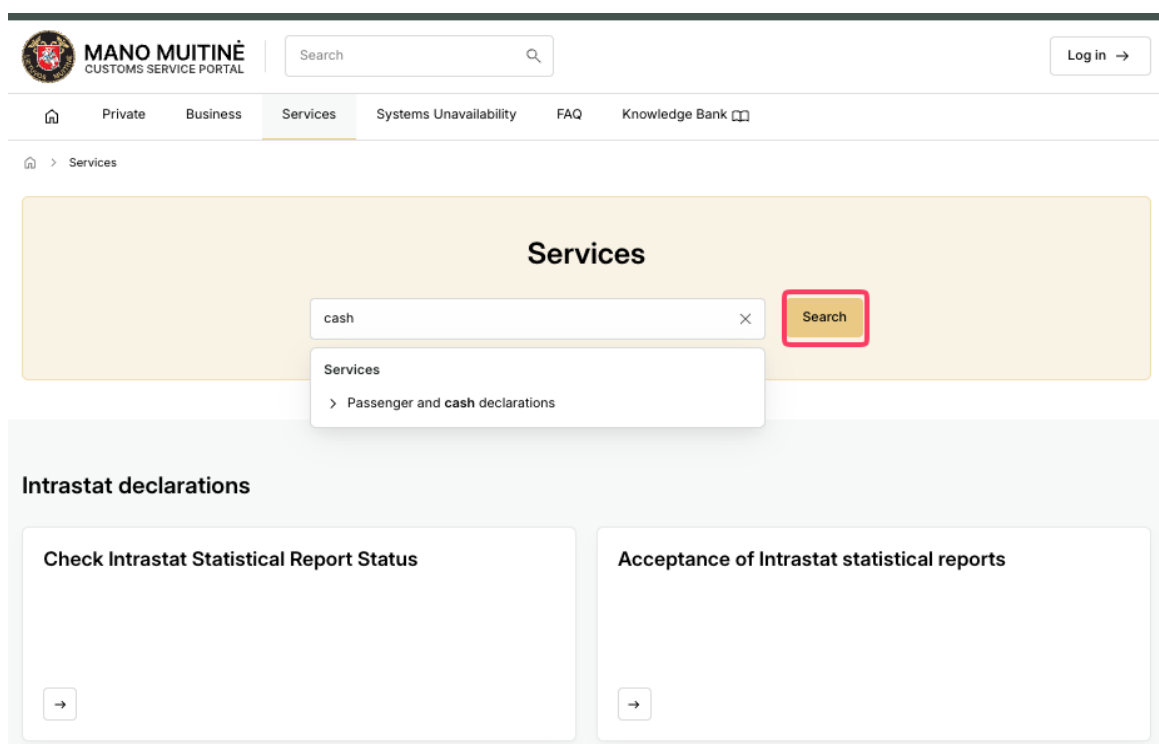 MANO MUITINĖ
CUSTOMS SERVICE PORTAL
Search
Log in →
Private Business Services Systems Unavailability FAQ Knowledge Bank
> Services
Services
cash
Search
Services
> Passenger and cash declarations
Intrastat declarations
Check Intrastat Statistical Report Status
Acceptance of Intrastat statistical reports
→
→